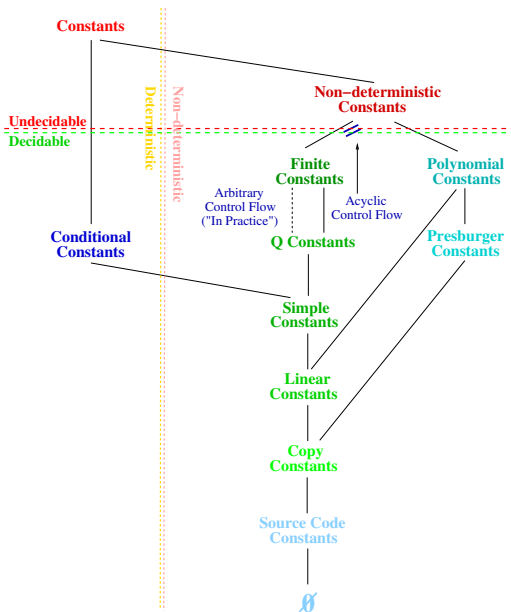 Constants
Non-deterministic
Constants
Deterministic
Non-deterministic
Undecidable
Decidable
Finite
Constants
Polynomial
Constants
Arbitrary
Control Flow
("In Practice")
Acyclic
Control Flow
Conditional
Constants
Q Constants
Presburger
Constants
Simple
Constants
Linear
Constants
Copy
Constants
Source Code
Constants